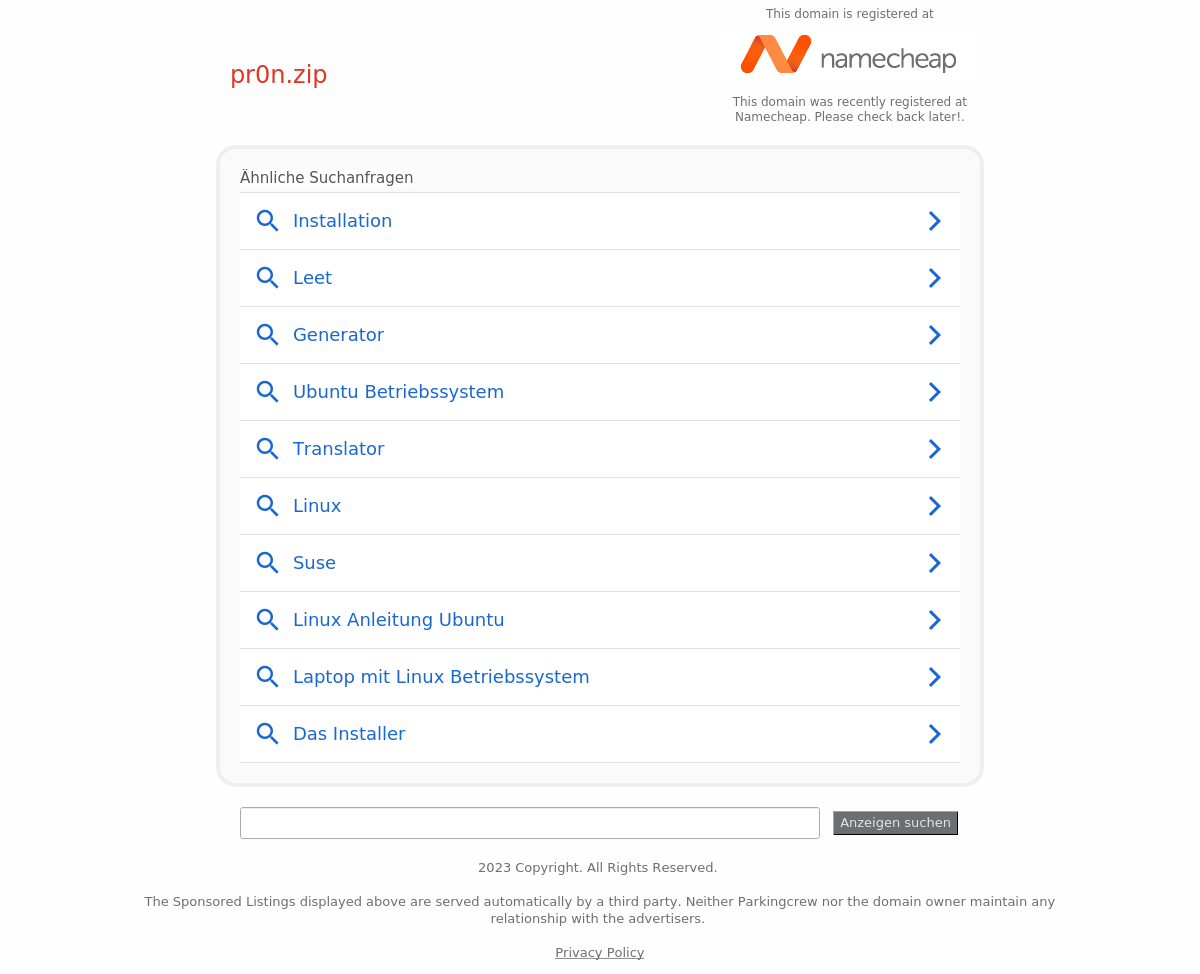 This domain is registered at
namecheap
pr0n.zip
This domain was recently registered at
Namecheap. Please check back later!.
Ähnliche Suchanfragen
Installation
Leet
Generator
Ubuntu Betriebssystem
Translator
Linux
Suse
Linux Anleitung Ubuntu
Laptop mit Linux Betriebssystem
Das Installer
Anzeigen suchen
2023 Copyright. All Rights Reserved.
The Sponsored Listings displayed above are served automatically by a third party. Neither Parkingcrew nor the domain owner maintain any
relationship with the advertisers.
Privacy Policy